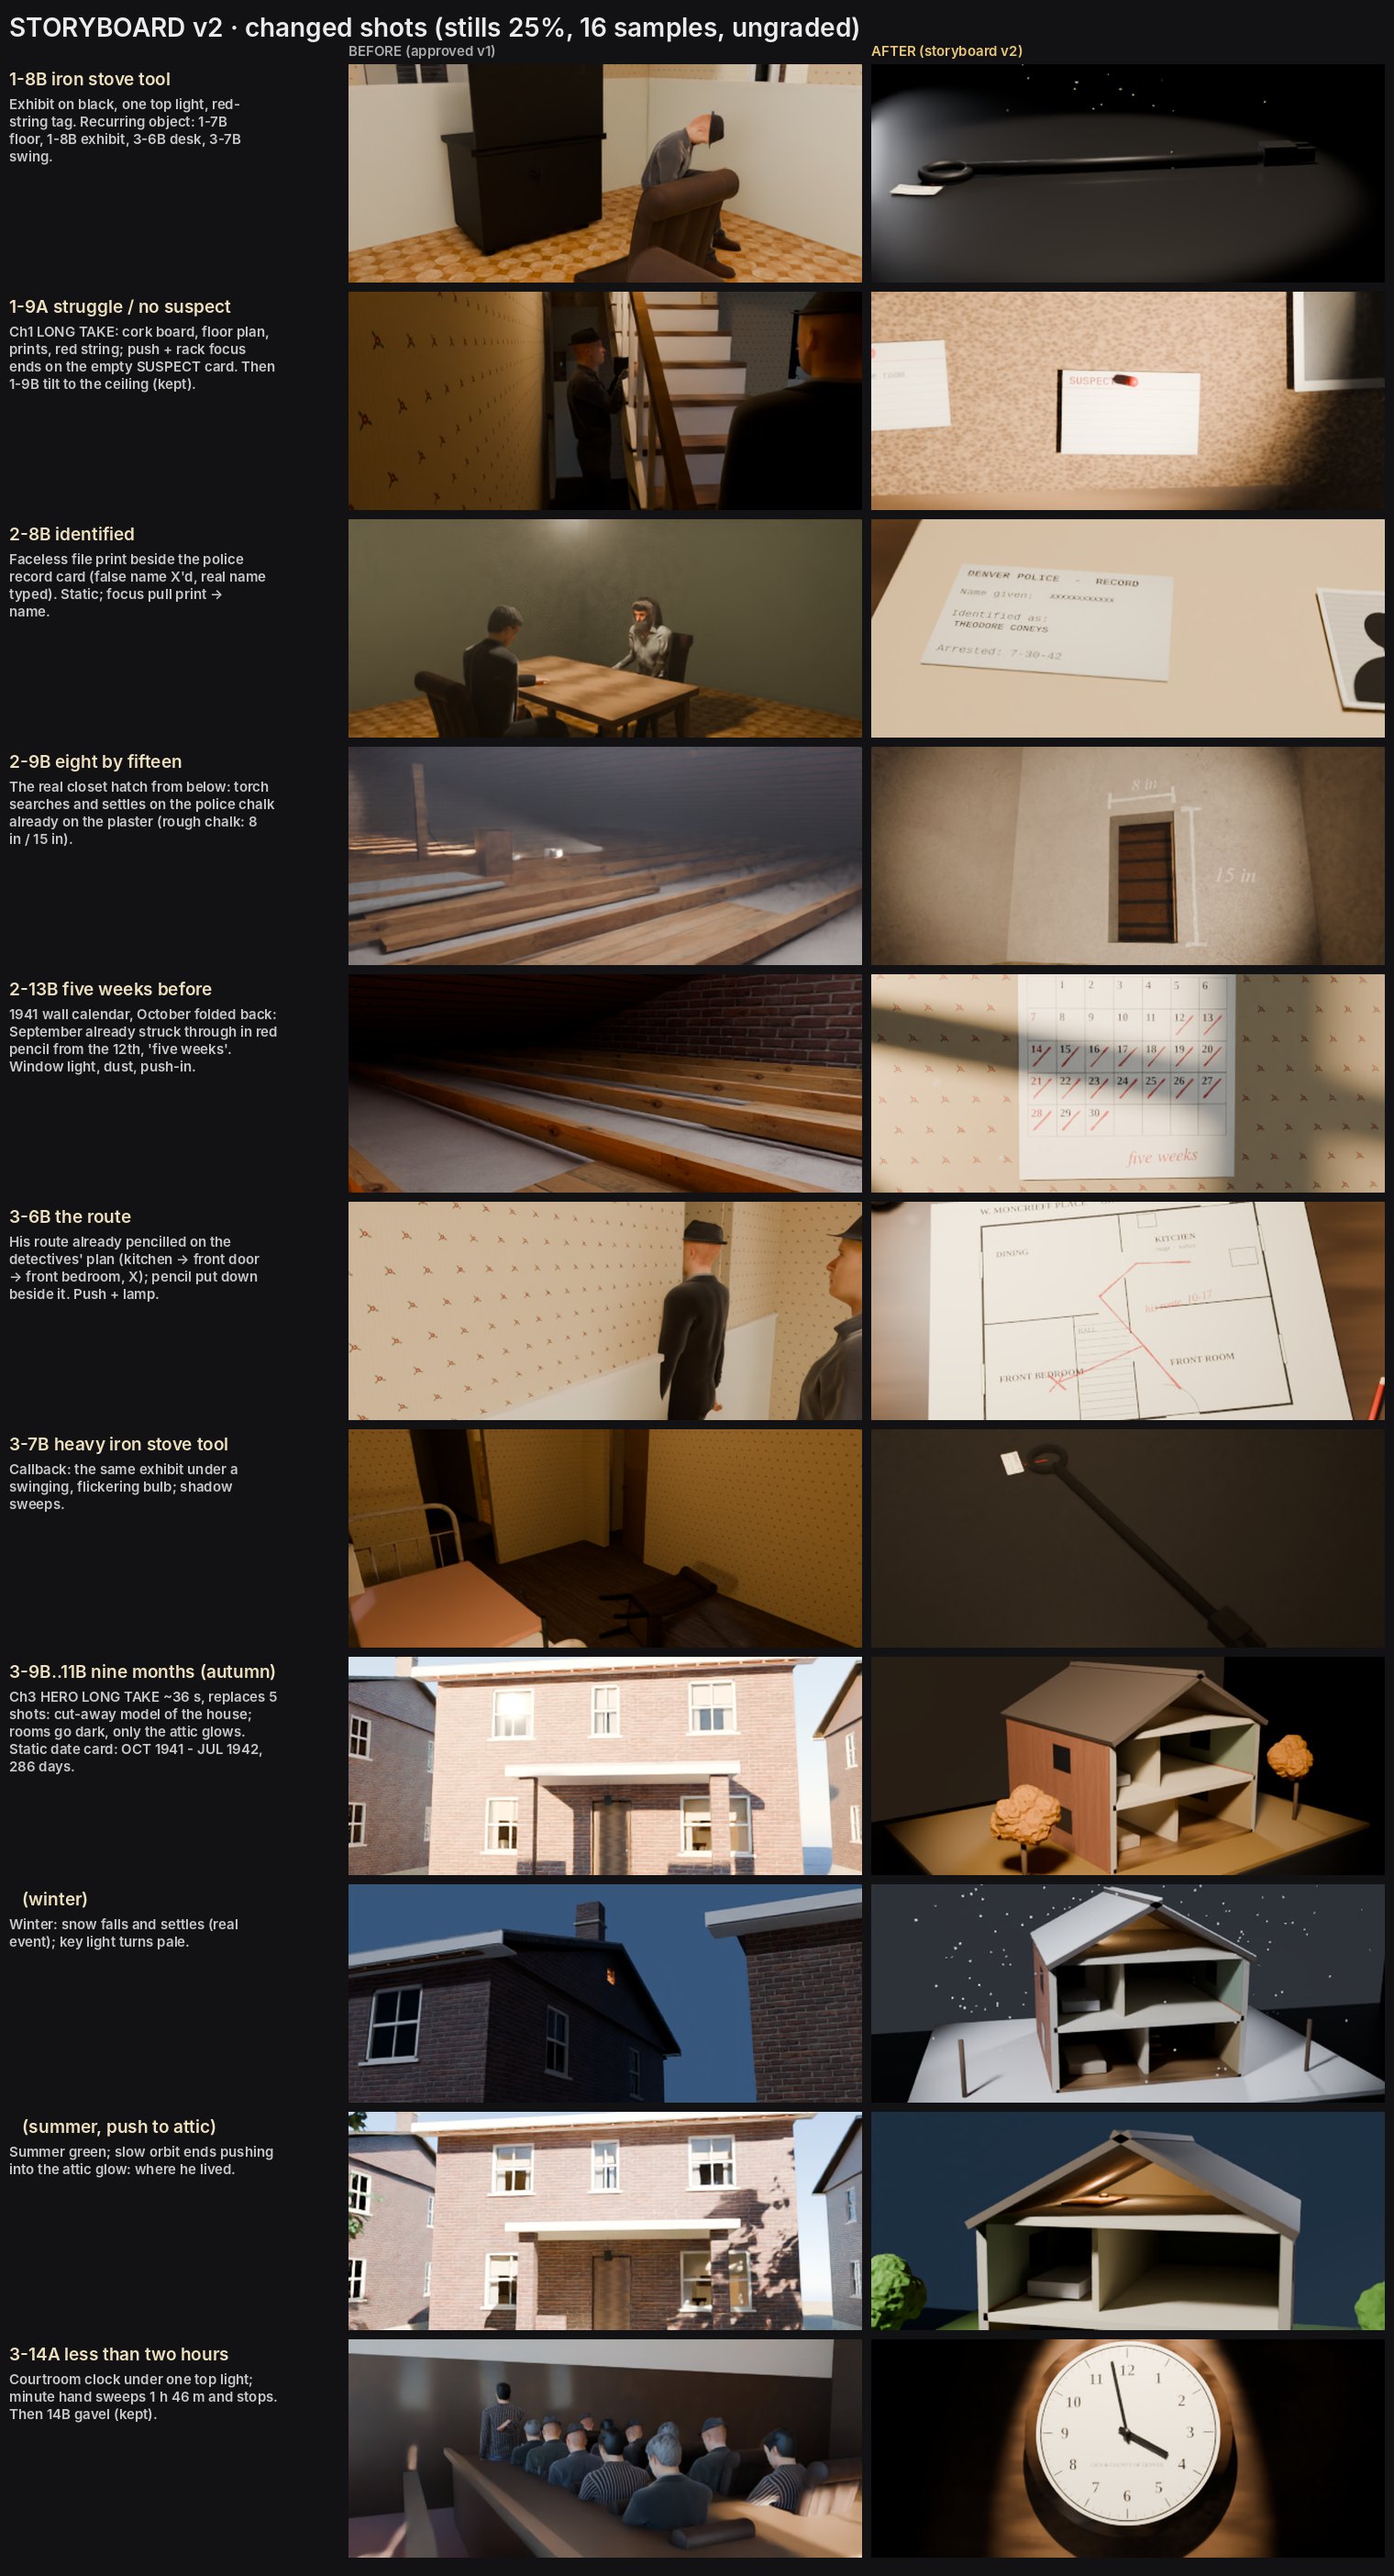 STORYBOARD v2 · changed shots (stills 25%, 16 samples, ungraded)
BEFORE (approved v1)
AFTER (storyboard v2)
1-8B iron stove tool
Exhibit on black, one top light, red-
string tag. Recurring object: 1-7B
floor, 1-8B exhibit, 3-6B desk, 3-7B
swing.
1-9A struggle / no suspect
Ch1 LONG TAKE: cork board, floor plan,
prints, red string; push + rack focus
ends on the empty SUSPECT card. Then
1-9B tilt to the ceiling (kept).
ROOM
SUSPECT
2-8B identified
Faceless file print beside the police
record card (false name X'd, real name
typed). Static; focus pull print →
name.
DENVER POLICE - RECORD
Name given: xxxxxxxxxxxx
Identified as:
THEODORE CONEYS
Arrested: 7-30-42
2-9B eight by fifteen
The real closet hatch from below: torch
searches and settles on the police chalk
already on the plaster (rough chalk: 8
in / 15 in).
8 in
15 in
2-13B five weeks before
1941 wall calendar, October folded back:
September already struck through in red
pencil from the 12th, 'five weeks'.
Window light, dust, push-in.
1 2 3 4 5 6
7 8 9 10 11 12 13
14 15 16 17 18 19 20
21 22 23 24 25 26 27
28 29 30
five weeks
3-6B the route
His route already pencilled on the
detectives' plan (kitchen → front door
→ front bedroom, X); pencil put down
beside it. Push + lamp.
W. MONCRIEFF PLACE
DINING
KITCHEN
his route 10-17
HALL
FRONT BEDROOM
FRONT ROOM
3-7B heavy iron stove tool
Callback: the same exhibit under a
swinging, flickering bulb; shadow
sweeps.
3-9B..11B nine months (autumn)
Ch3 HERO LONG TAKE ~36 s, replaces 5
shots: cut-away model of the house;
rooms go dark, only the attic glows.
Static date card: OCT 1941 - JUL 1942,
286 days.
(winter)
Winter: snow falls and settles (real
event); key light turns pale.
(summer, push to attic)
Summer green; slow orbit ends pushing
into the attic glow: where he lived.
3-14A less than two hours
Courtroom clock under one top light;
minute hand sweeps 1 h 46 m and stops.
Then 14B gavel (kept).
12
11 1
10 2
9 3
8 4
7 5
6